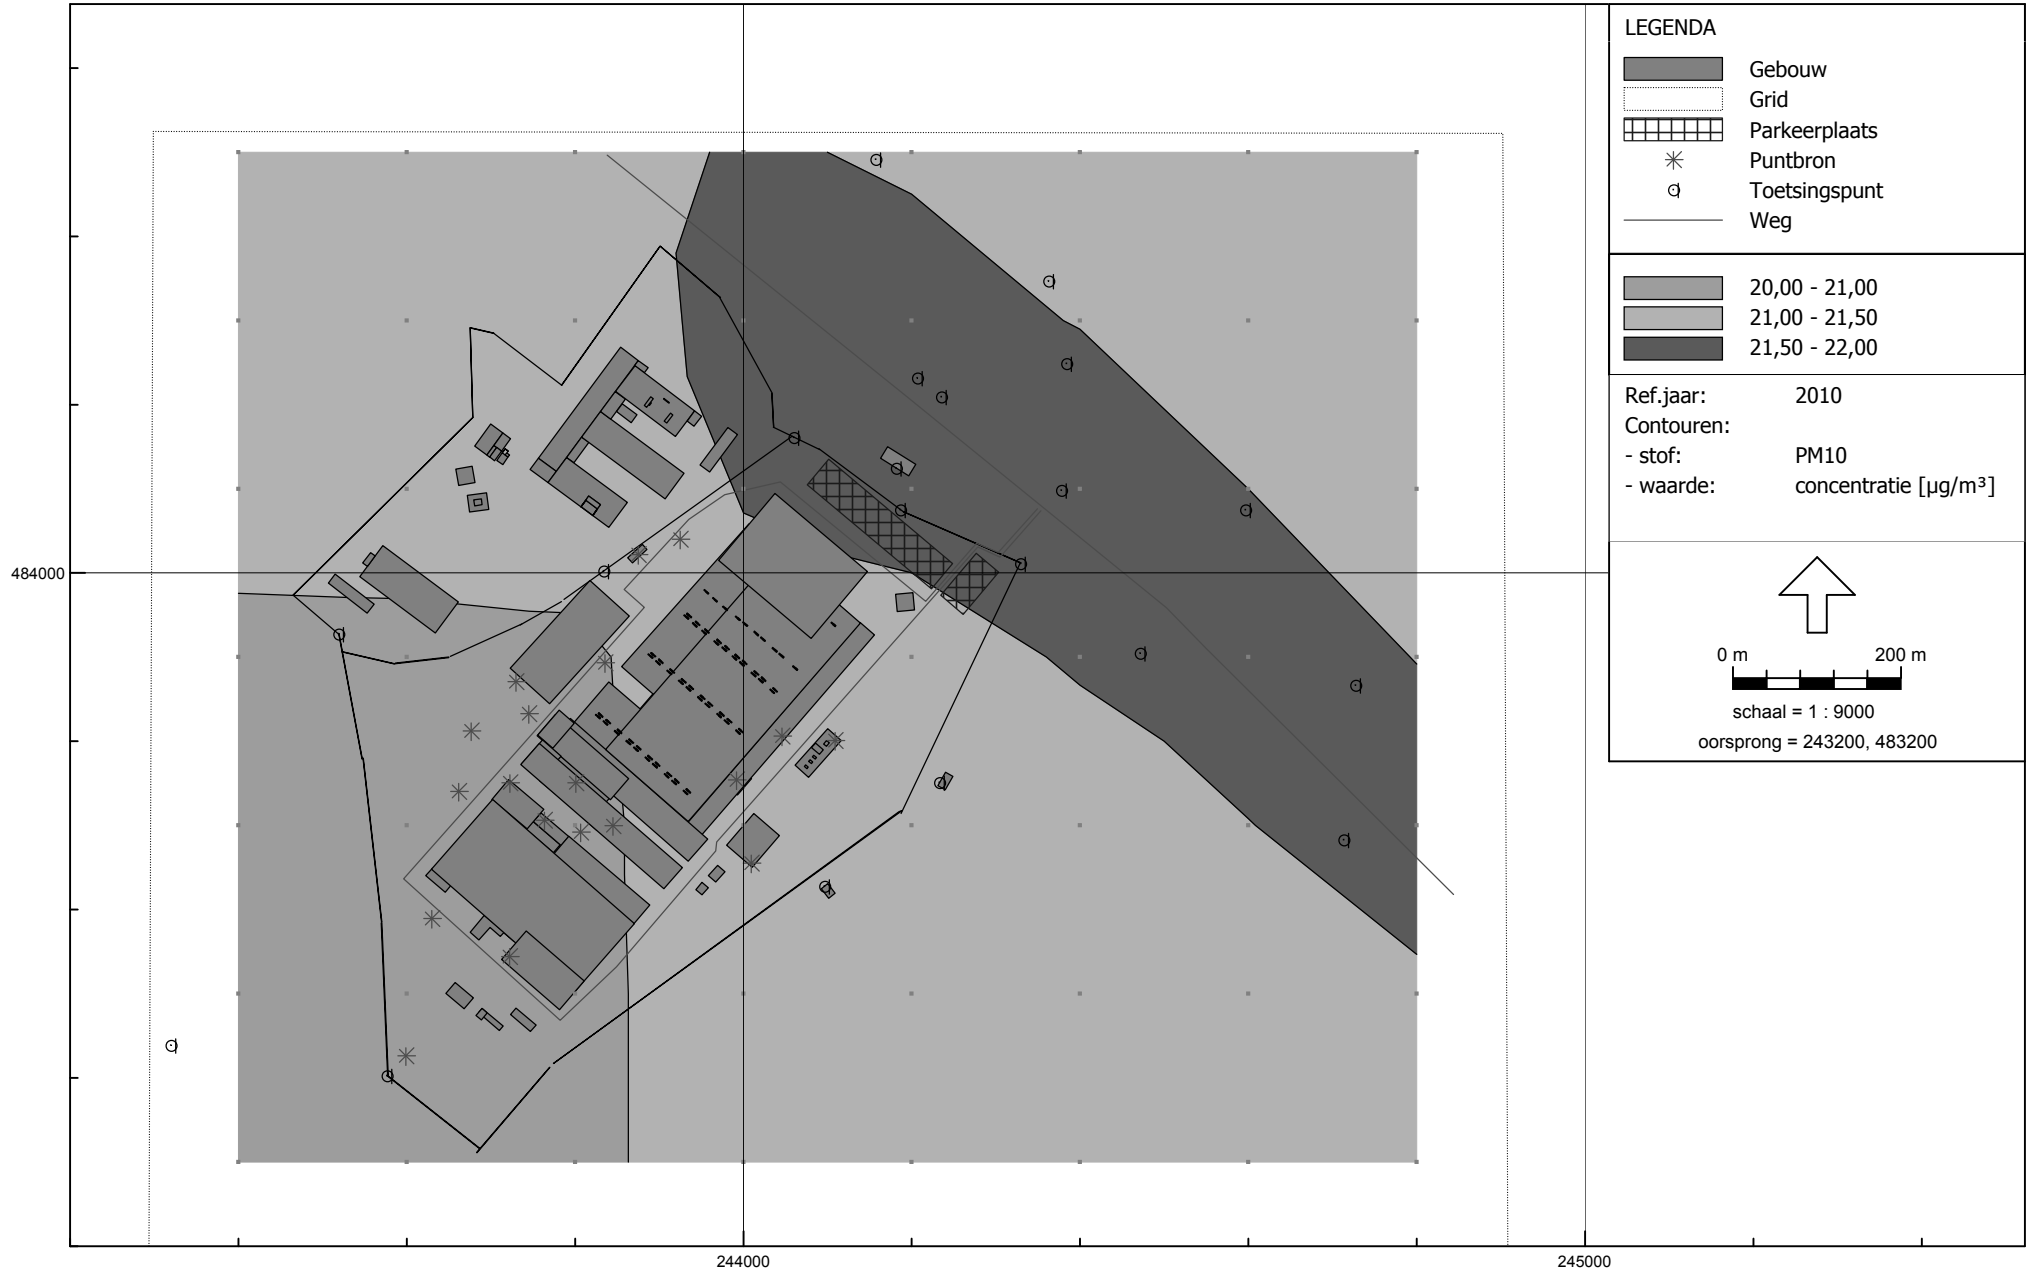 LEGENDA
Gebouw
Grid
Parkeerplaats
Puntbron
Toetsingspunt
Weg
20,00 - 21,00
21,00 - 21,50
21,50 - 22,00
Ref.jaar: 2010
Contouren:
- stof: PM10
- waarde: concentratie [µg/m³]
0 m 200 m
schaal = 1 : 9000
oorsprong = 243200, 483200
484000
244000 245000